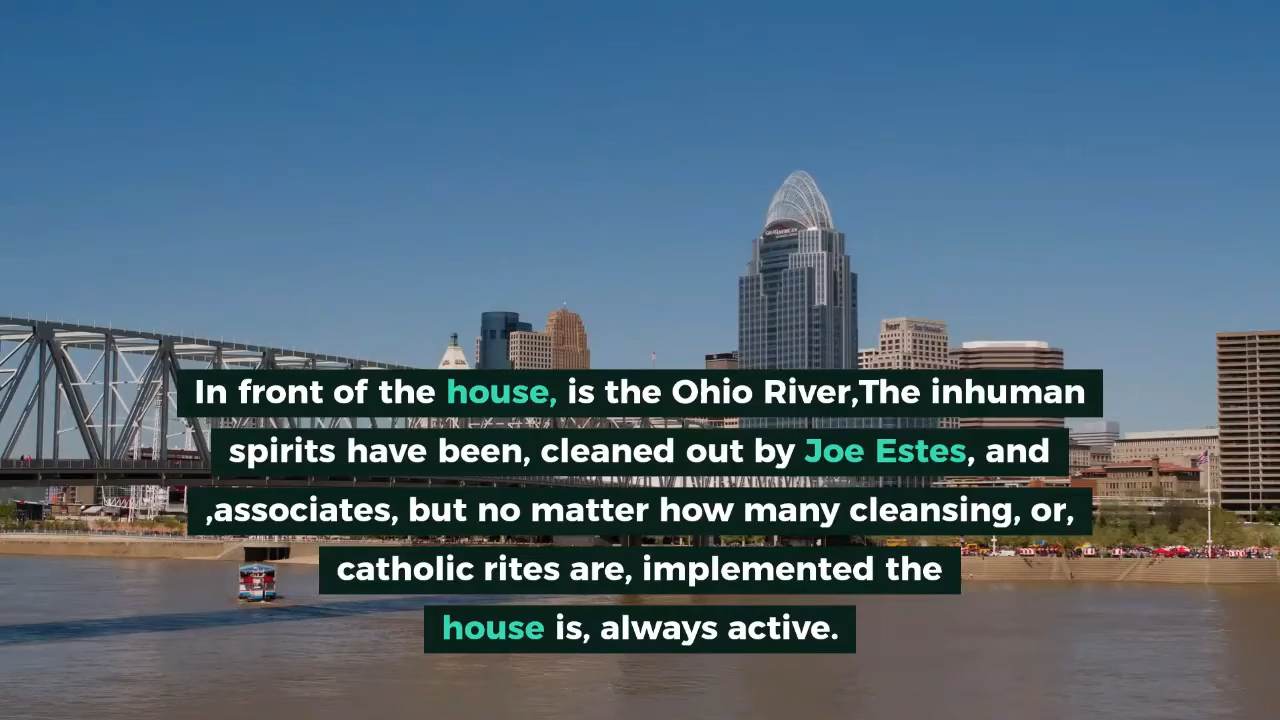 In front of the house, is the Ohio River,The inhuman
spirits have been, cleaned out by Joe Estes, and
,associates, but no matter how many cleansing, or,
catholic rites are, implemented the
house is, always active.